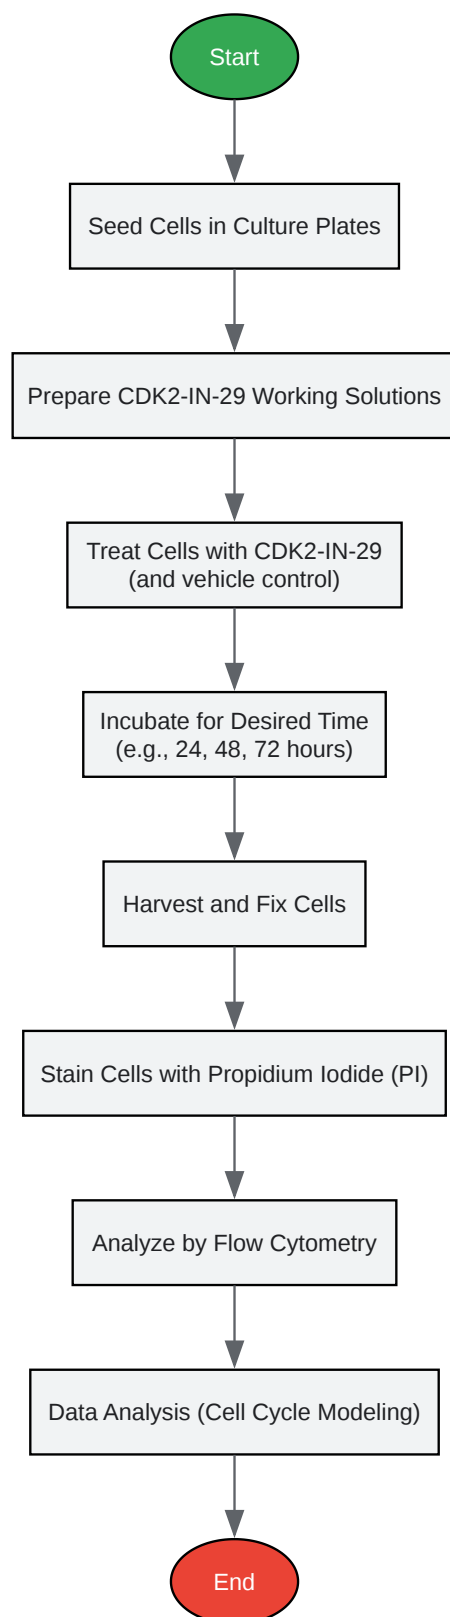 Start
Seed Cells in Culture Plates
Prepare CDK2-IN-29 Working Solutions
Treat Cells with CDK2-IN-29
(and vehicle control)
Incubate for Desired Time
(e.g., 24, 48, 72 hours)
Harvest and Fix Cells
Stain Cells with Propidium Iodide (PI)
Analyze by Flow Cytometry
Data Analysis (Cell Cycle Modeling)
End